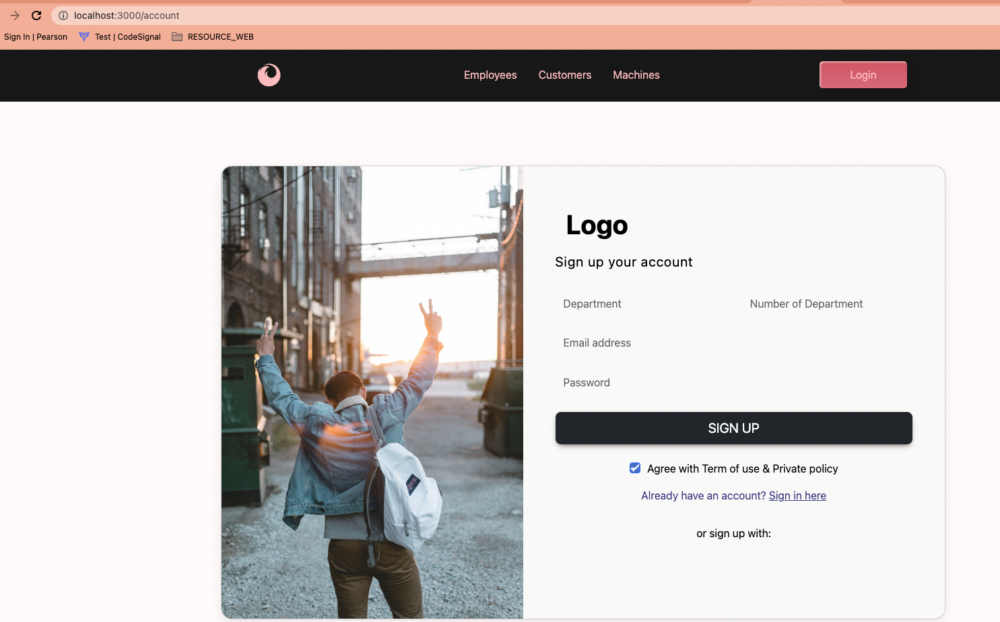 localhost:3000/account
Sign In | Pearson Test | CodeSignal RESOURCE_WEB
Employees Customers Machines Login
Logo
Sign up your account
Department Number of Department
Email address
Password
SIGN UP
Agree with Term of use & Private policy
Already have an account? Sign in here
or sign up with: